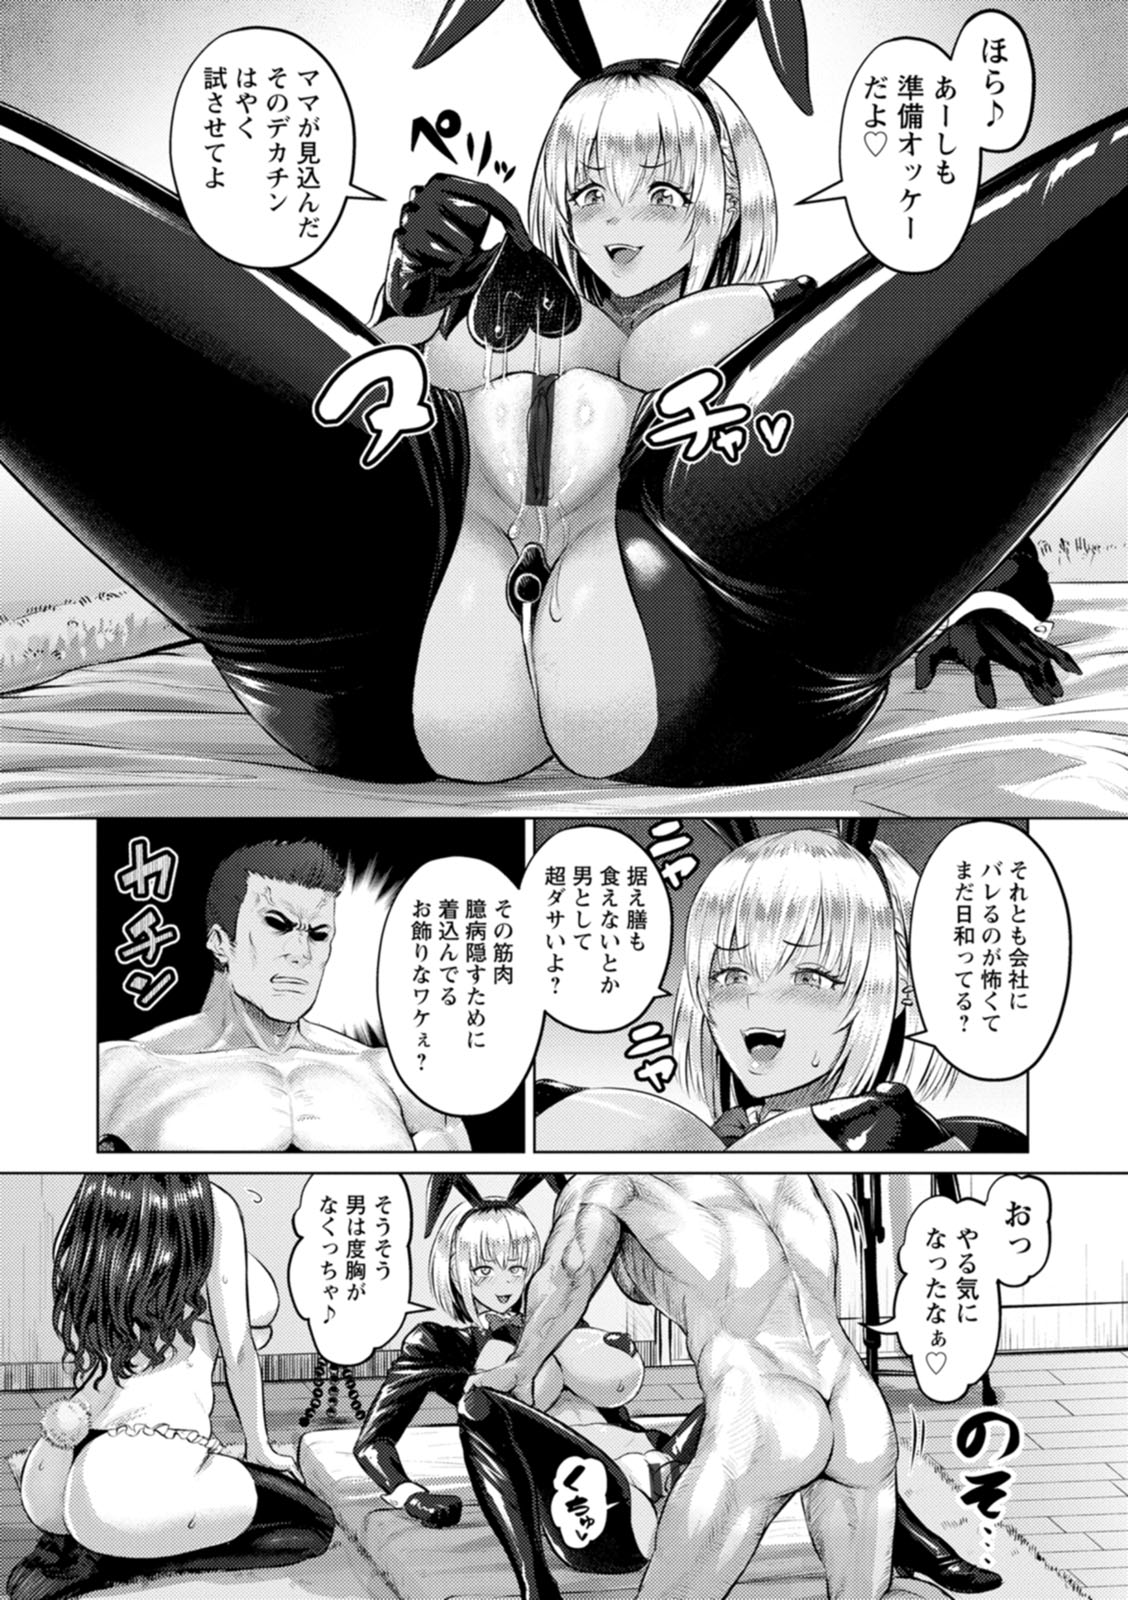 ほら♪
あーしも
準備オッケー
だよ♡
ペリッ
ママが見込んだ
そのデカチン
はやく
試させてよ
ヌチャ♥
それとも会社に
バレるのが怖くて
まだ日和ってる?
ニヤ
ニヤ
据え膳も
食えないとか
男として
超ダサいよ?
その筋肉
臆病隠すために
着込んでる
お飾りなワケぇ?
カチン
おっ
やる気に
なったなぁ♡
のそ…
そうそう
男は度胸が
なくっちゃ♪
くちゅ